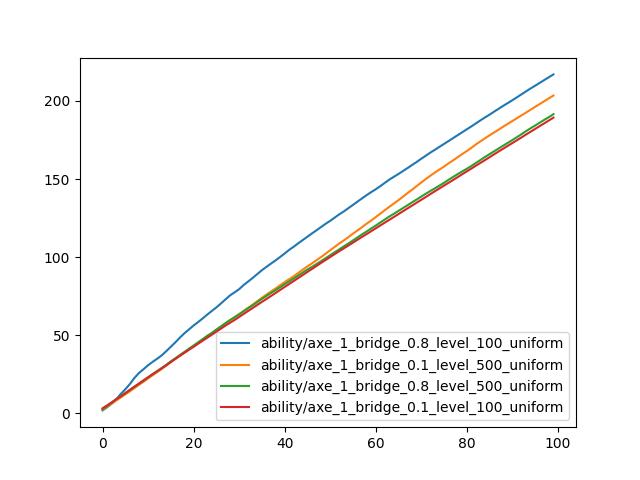 200
150
100
50
0
ability/axe_1_bridge_0.8_level_100_uniform
ability/axe_1_bridge_0.1_level_500_uniform
ability/axe_1_bridge_0.8_level_500_uniform
ability/axe_1_bridge_0.1_level_100_uniform
0 20 40 60 80 100